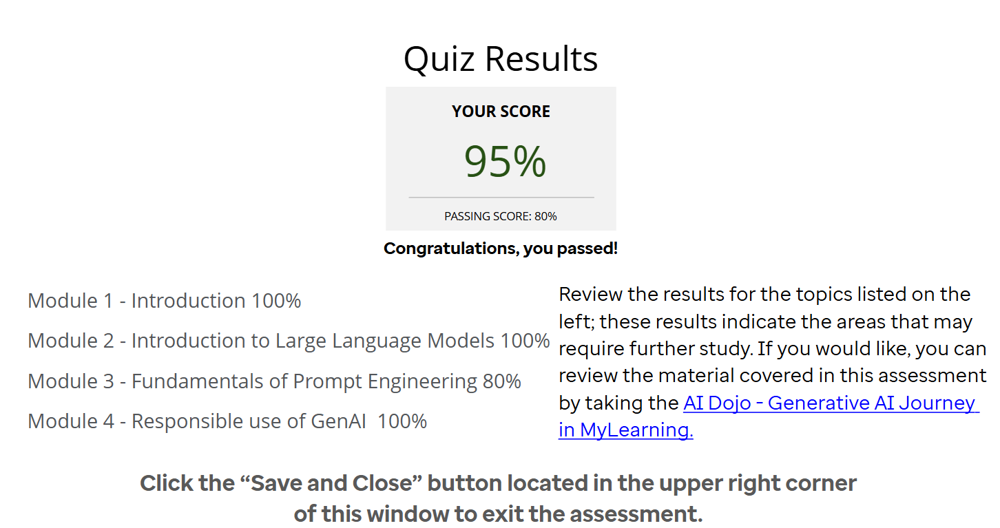 Quiz Results
YOUR SCORE
95%
PASSING SCORE: 80%
Congratulations, you passed!
Module 1 - Introduction 100%
Module 2 - Introduction to Large Language Models 100%
Module 3 - Fundamentals of Prompt Engineering 80%
Module 4 - Responsible use of GenAI  100%
Review the results for the topics listed on the
left; these results indicate the areas that may
require further study. If you would like, you can
review the material covered in this assessment
by taking the AI Dojo - Generative AI Journey
in MyLearning.
Click the “Save and Close” button located in the upper right corner
of this window to exit the assessment.